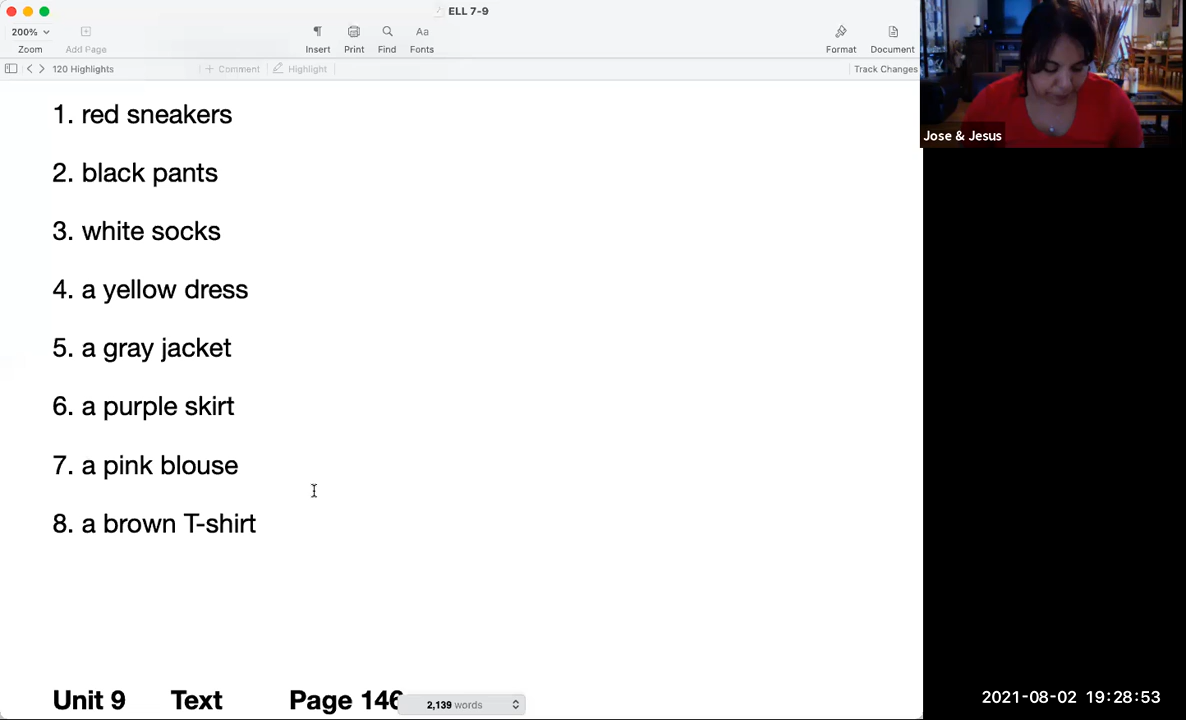 ELL 7-9
200%
Zoom
Add Page
Insert
Print
Find
Fonts
Format
Document
120 Highlights
+ Comment
Highlight
Track Changes
Jose & Jesus
1. red sneakers
2. black pants
3. white socks
4. a yellow dress
5. a gray jacket
6. a purple skirt
7. a pink blouse
8. a brown T-shirt
Unit 9 Text Page 146
2,139 words
2021-08-02 19:28:53